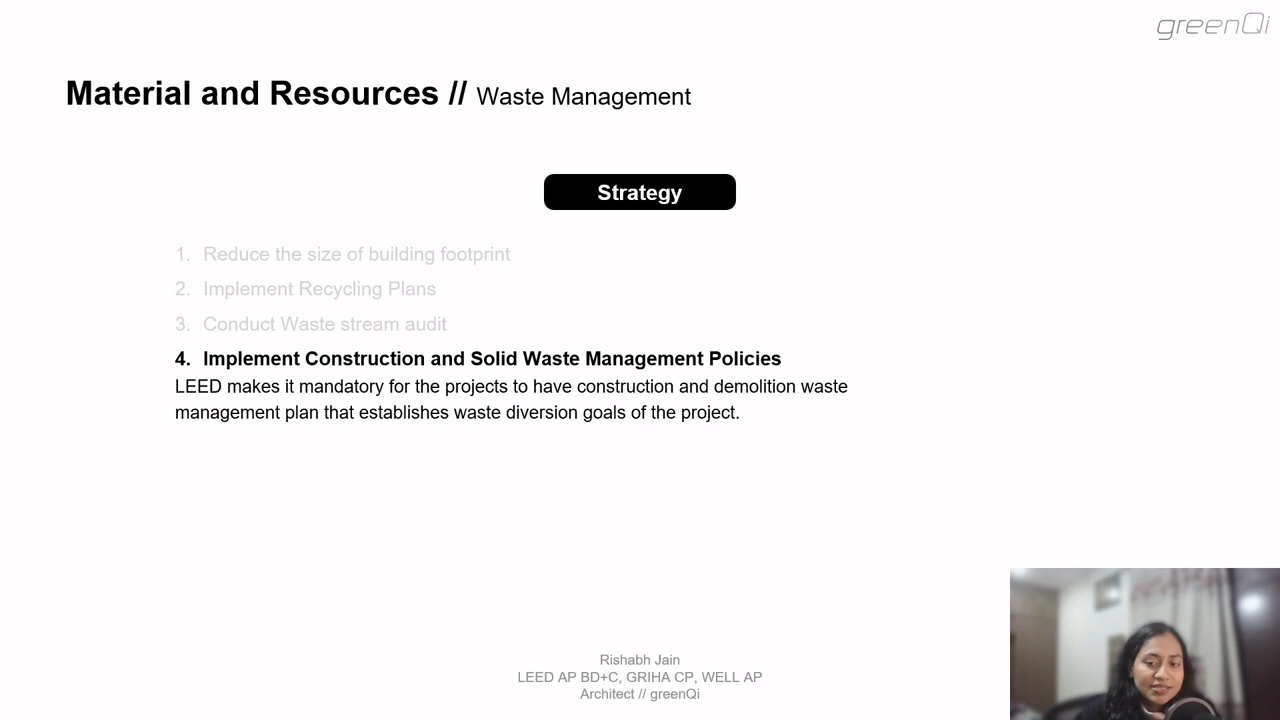 greenQi
Material and Resources // Waste Management
Strategy
1. Reduce the size of building footprint
2. Implement Recycling Plans
3. Conduct Waste stream audit
4. Implement Construction and Solid Waste Management Policies
LEED makes it mandatory for the projects to have construction and demolition waste
management plan that establishes waste diversion goals of the project.
Rishabh Jain
LEED AP BD+C, GRIHA CP, WELL AP
Architect // greenQi